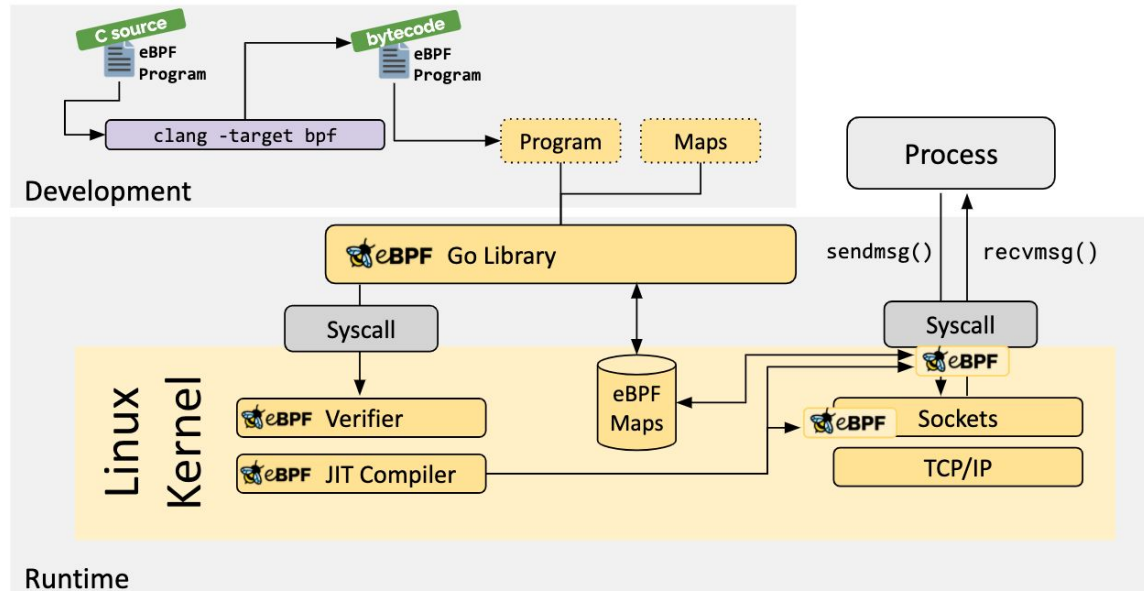 C source
eBPF
Program
bytecode
eBPF
Program
clang -target bpf
Program
Maps
Development
Process
eBPF Go Library
sendmsg()
recvmsg()
Syscall
Syscall
eBPF
Linux
Kernel
eBPF
Maps
eBPF Verifier
eBPF
Sockets
eBPF JIT Compiler
TCP/IP
Runtime